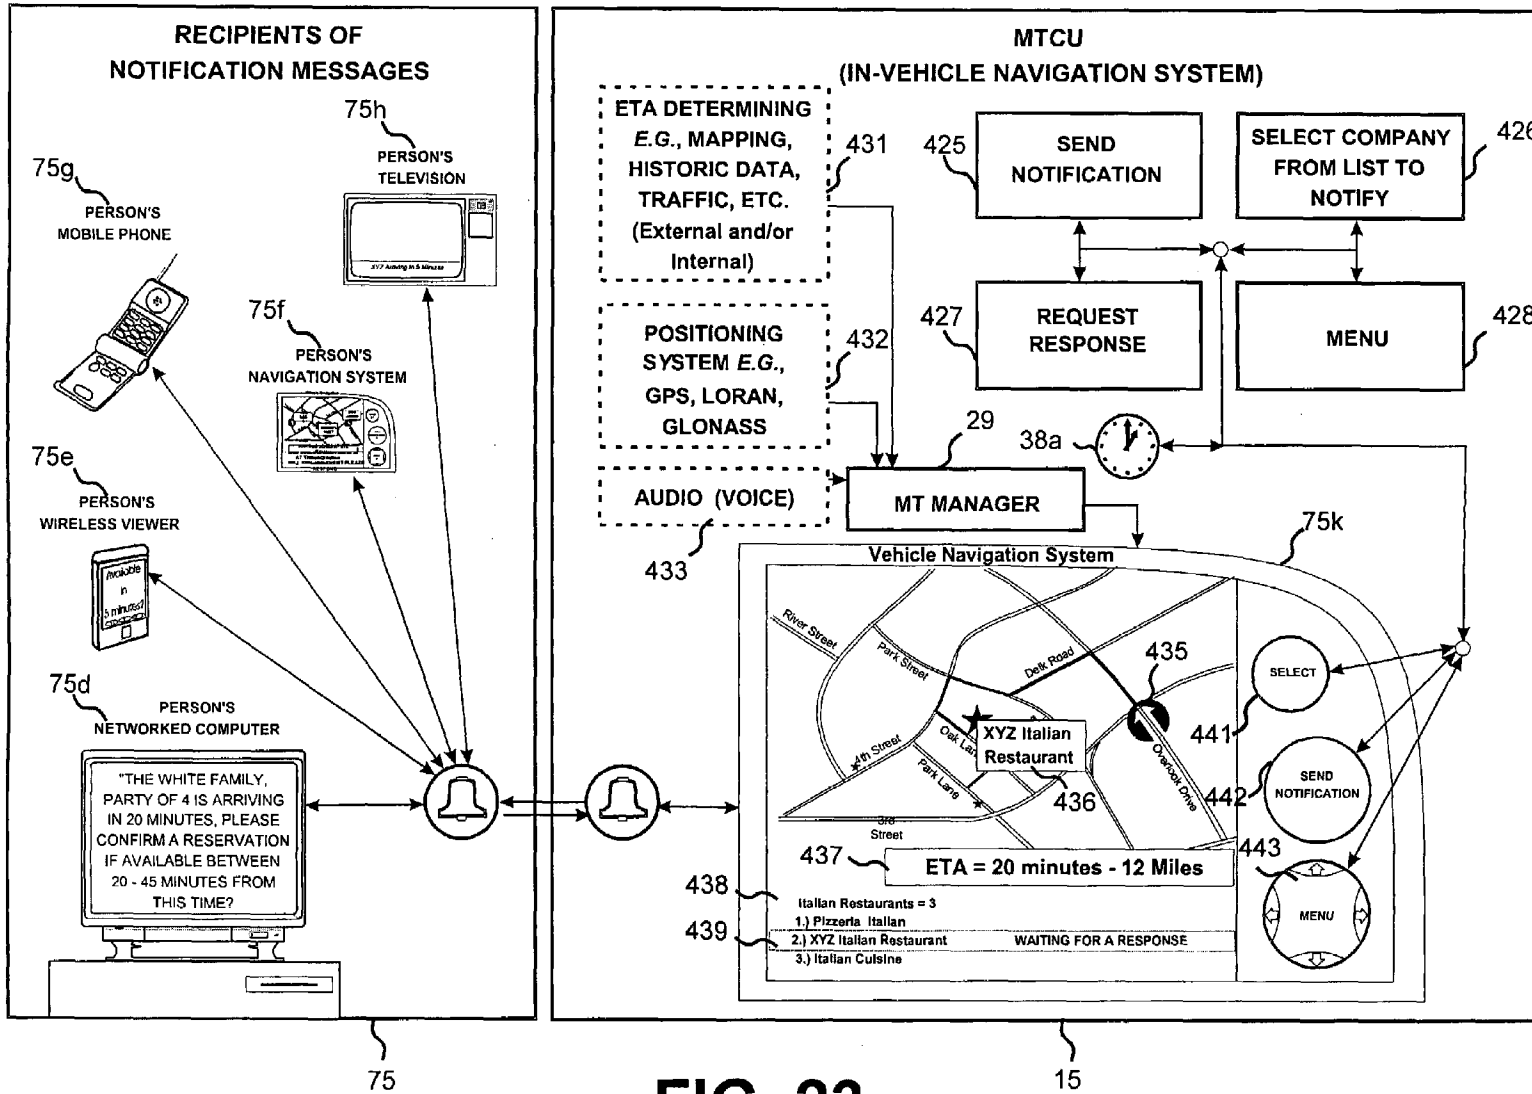 RECIPIENTS OF
NOTIFICATION MESSAGES
75h
PERSON'S
TELEVISION
XYZ Arriving in 5 Minutes
75g
PERSON'S
MOBILE PHONE
75f
PERSON'S
NAVIGATION SYSTEM
75e
PERSON'S
WIRELESS VIEWER
Available
in
5 minutes?
75d
PERSON'S
NETWORKED COMPUTER
"THE WHITE FAMILY,
PARTY OF 4 IS ARRIVING
IN 20 MINUTES, PLEASE
CONFIRM A RESERVATION
IF AVAILABLE BETWEEN
20 - 45 MINUTES FROM
THIS TIME?
75
MTCU
(IN-VEHICLE NAVIGATION SYSTEM)
ETA DETERMINING
E.G., MAPPING,
HISTORIC DATA,
TRAFFIC, ETC.
(External and/or
Internal)
431
425
SEND
NOTIFICATION
SELECT COMPANY
FROM LIST TO
NOTIFY
426
POSITIONING
SYSTEM E.G.,
GPS, LORAN,
GLONASS
432
427
REQUEST
RESPONSE
MENU
428
AUDIO (VOICE)
433
29
MT MANAGER
38a
75k
Vehicle Navigation System
River Street
Park Street
Delk Road
435
XYZ Italian
Restaurant
436
Oak Lan
4th Street
Park Lane
Overlook Drive
3rd
Street
SELECT
441
SEND
NOTIFICATION
442
443
MENU
437
ETA = 20 minutes - 12 Miles
438
Italian Restaurants = 3
1.) Pizzeria Italian
439
2.) XYZ Italian Restaurant WAITING FOR A RESPONSE
3.) Italian Cuisine
15